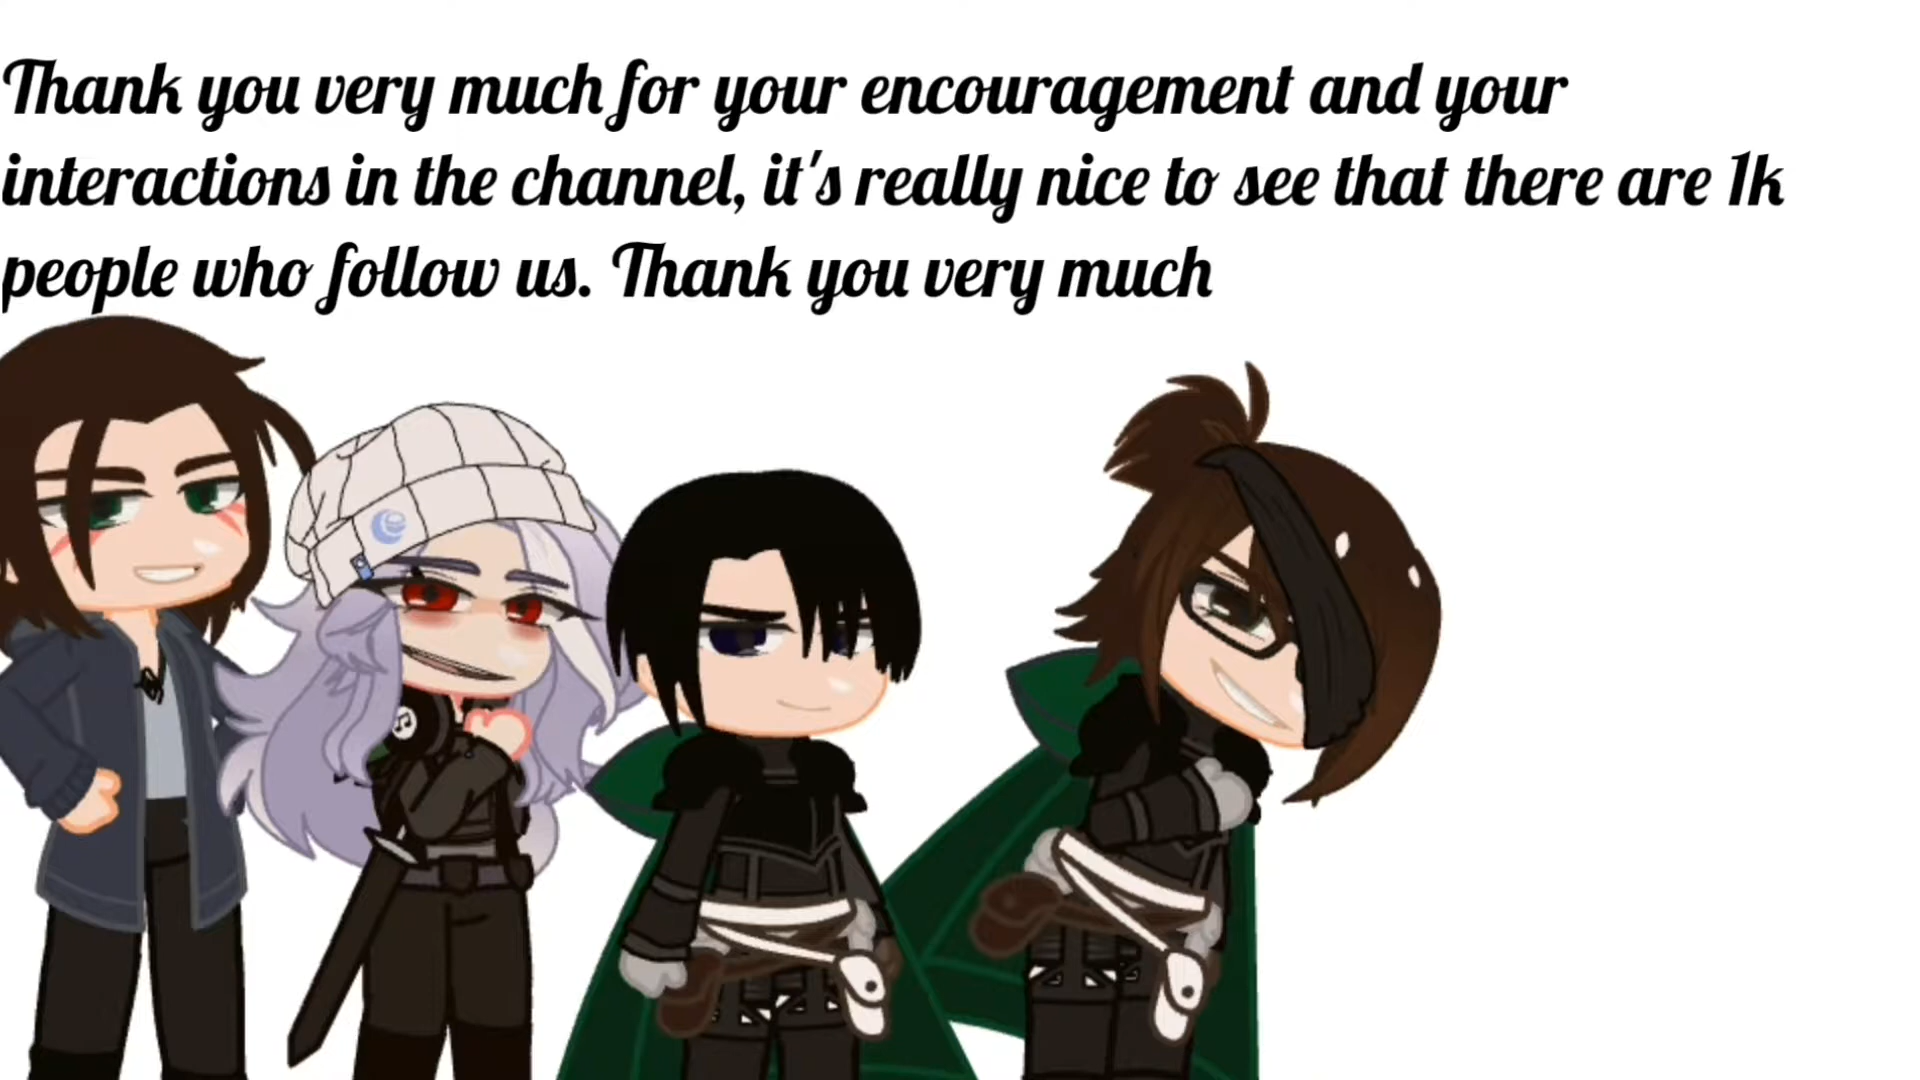 Thank you very much for your encouragement and your
interactions in the channel, it's really nice to see that there are 1k
people who follow us. Thank you very much